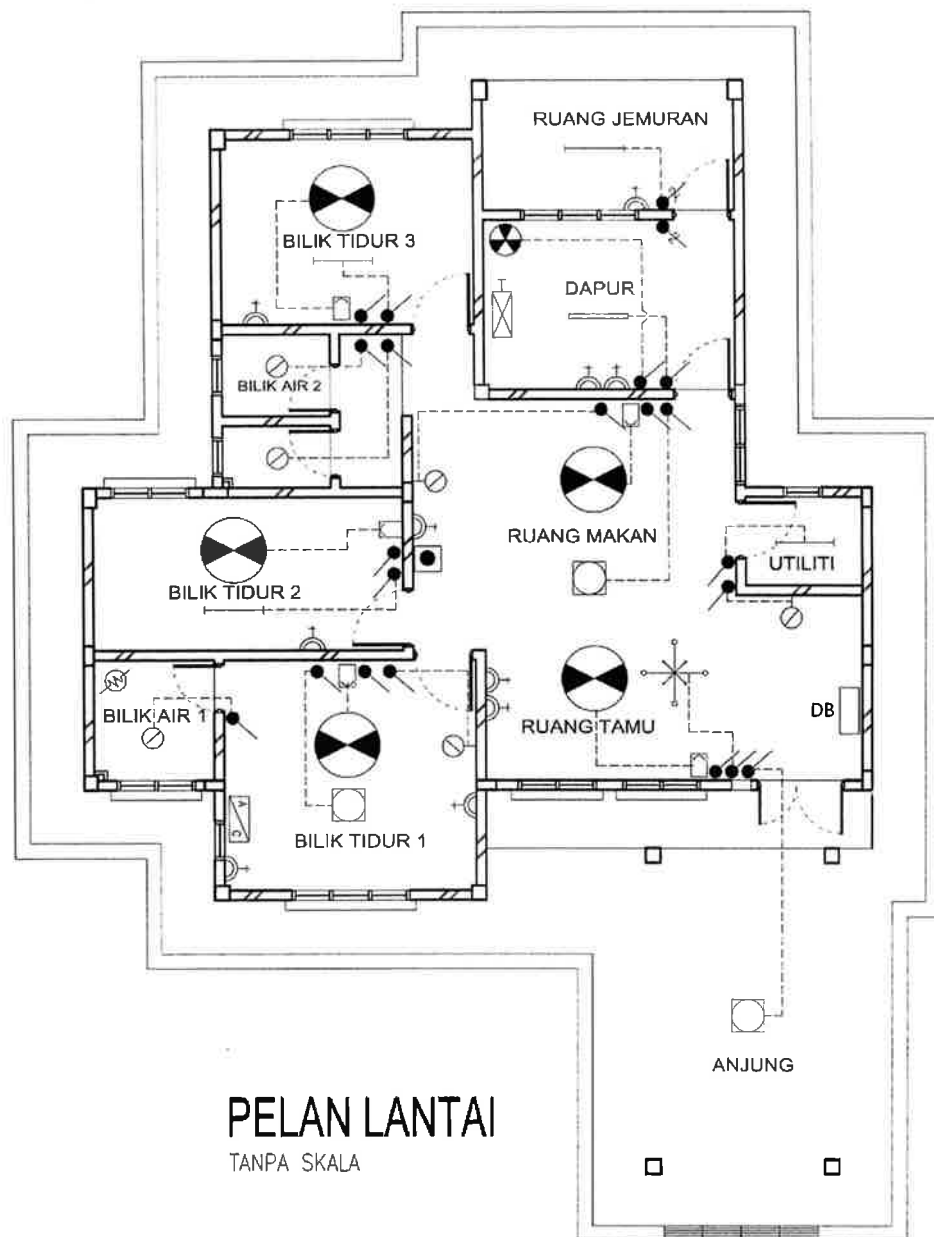 RUANG JEMURAN
BILIK TIDUR 3
DAPUR
BILIK AIR 2
RUANG MAKAN
UTILITI
BILIK TIDUR 2
BILIK AIR 1
RUANG TAMU
DB
A
C
BILIK TIDUR 1
ANJUNG
PELAN LANTAI
TANPA SKALA